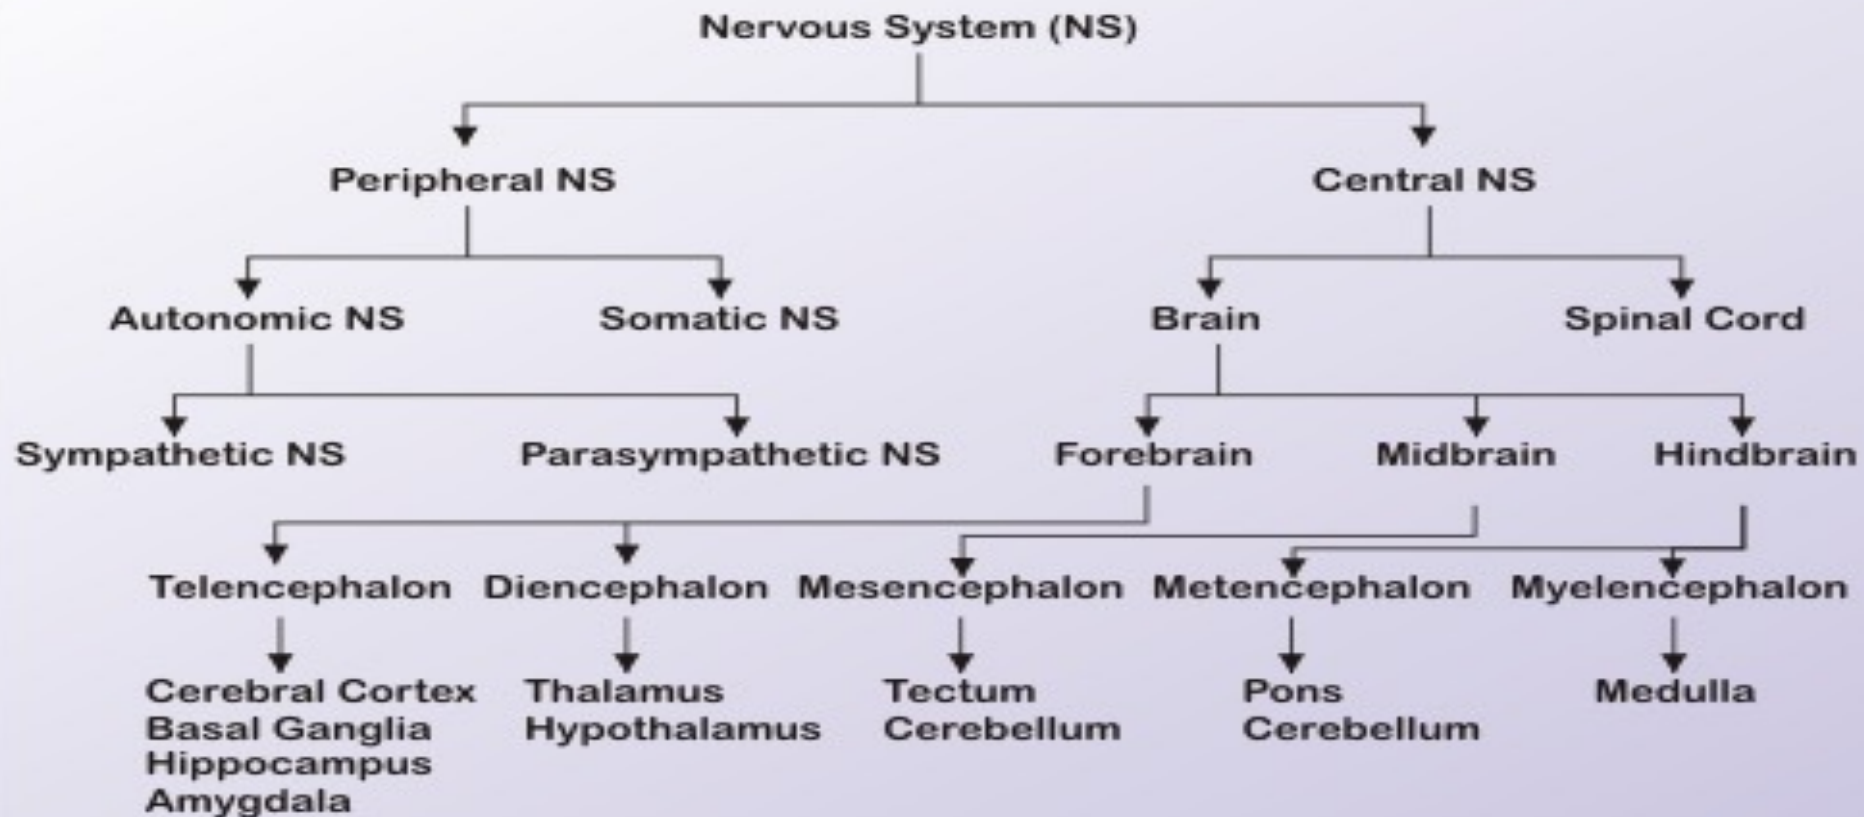 Nervous System (NS)
Peripheral NS Central NS
Autonomic NS Somatic NS Brain Spinal Cord
Sympathetic NS Parasympathetic NS Forebrain Midbrain Hindbrain
Telencephalon Diencephalon Mesencephalon Metencephalon Myelencephalon
Cerebral Cortex Thalamus Tectum Pons Medulla
Basal Ganglia Hypothalamus Cerebellum Cerebellum
Hippocampus
Amygdala